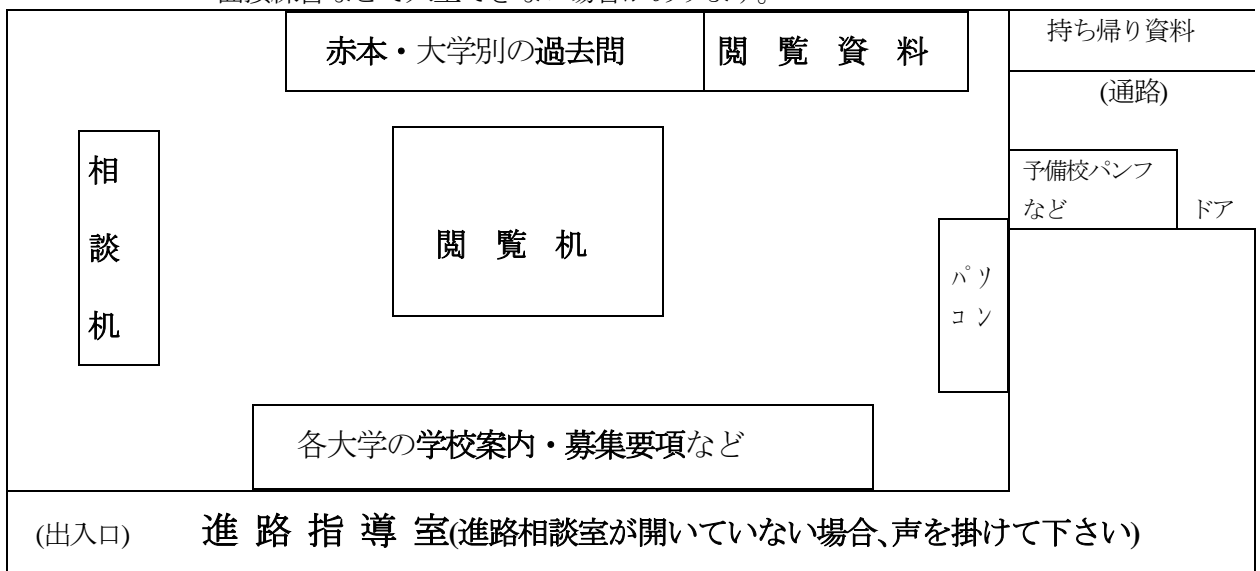 赤本・大学別の過去問
閲 覧 資 料
持ち帰り資料
(通路)
相
談
机
閲 覧 机
予備校パンフ
など
ドア
パソ
コン
各大学の学校案内・募集要項など
(出入口) 進 路 指 導 室(進路相談室が開いていない場合、声を掛けて下さい)